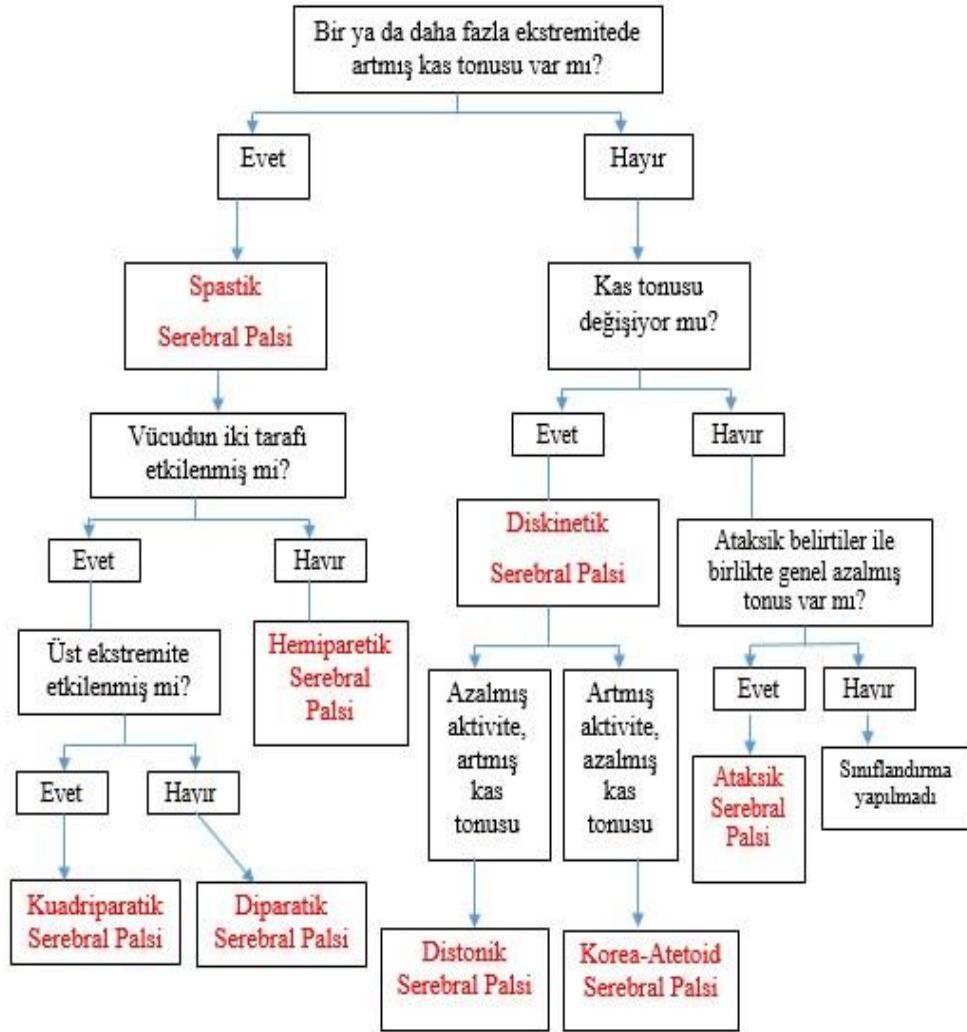 Bir ya da daha fazla ekstremitede
artmış kas tonusu var mı?
Evet
Hayır
Spastik
Serebral Palsi
Kas tonusu
değişiyor mu?
Vücudun iki tarafı
etkilenmiş mi?
Evet
Hayır
Evet
Hayır
Diskinetik
Serebral Palsi
Ataksik belirtiler ile
birlikte genel azalmış
tonus var mı?
Üst ekstremite
etkilenmiş mi?
Hemiparetik
Serebral
Palsi
Azalmış
aktivite,
artmış
kas
tonusu
Artmış
aktivite,
azalmış
kas
tonusu
Evet
Hayır
Evet
Hayır
Ataksik
Serebral
Palsi
Sınıflandırma
yapılmadı
Kuadriparatik
Serebral Palsi
Diparatik
Serebral Palsi
Distonik
Serebral Palsi
Korea-Atetoid
Serebral Palsi